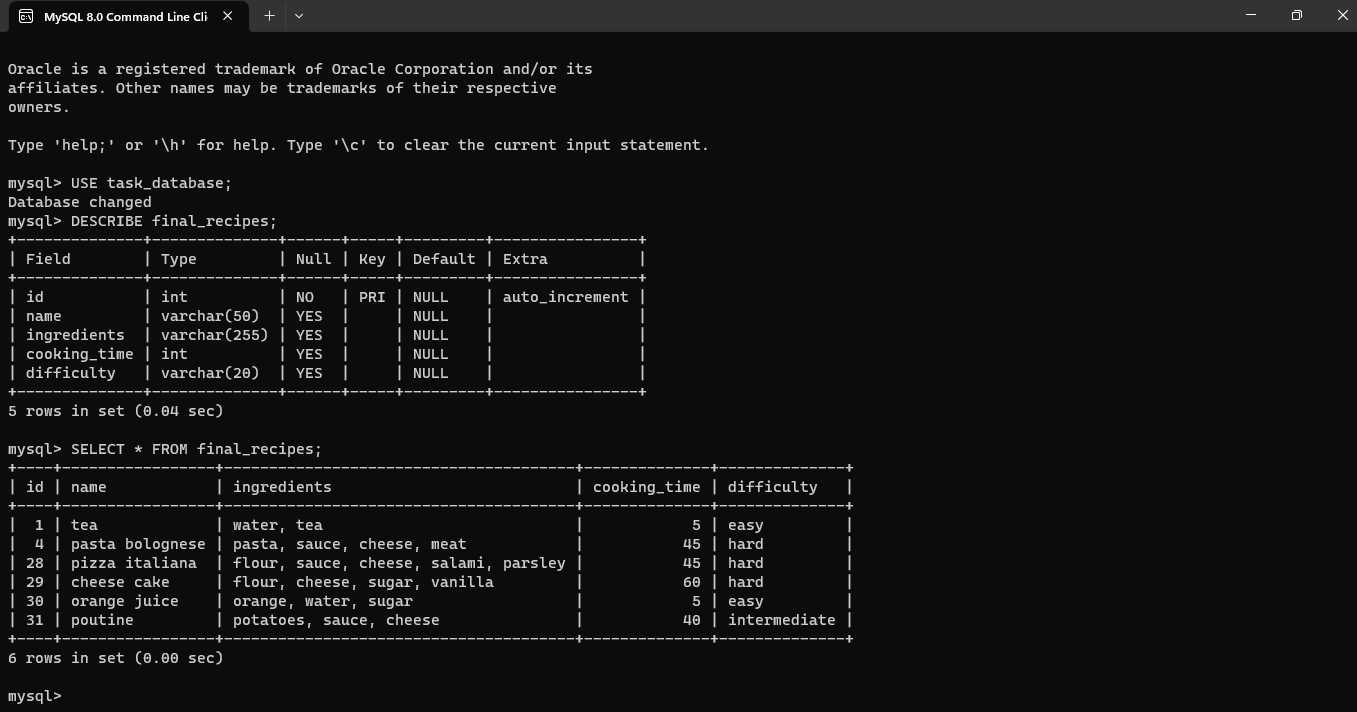 MySQL 8.0 Command Line Cli
Oracle is a registered trademark of Oracle Corporation and/or its
affiliates. Other names may be trademarks of their respective
owners.
Type 'help;' or '\h' for help. Type '\c' to clear the current input statement.
mysql> USE task_database;
Database changed
mysql> DESCRIBE final_recipes;
+--------------+--------------+------+-----+---------+----------------+
| Field        | Type         | Null | Key | Default | Extra          |
+--------------+--------------+------+-----+---------+----------------+
| id           | int          | NO   | PRI | NULL    | auto_increment |
| name         | varchar(50)  | YES  |     | NULL    |                |
| ingredients  | varchar(255) | YES  |     | NULL    |                |
| cooking_time | int          | YES  |     | NULL    |                |
| difficulty   | varchar(20)  | YES  |     | NULL    |                |
+--------------+--------------+------+-----+---------+----------------+
5 rows in set (0.04 sec)
mysql> SELECT * FROM final_recipes;
+----+-----------------+---------------------------------------+--------------+--------------+
| id | name            | ingredients                           | cooking_time | difficulty   |
+----+-----------------+---------------------------------------+--------------+--------------+
|  1 | tea             | water, tea                            |            5 | easy         |
|  4 | pasta bolognese | pasta, sauce, cheese, meat            |           45 | hard         |
| 28 | pizza italiana  | flour, sauce, cheese, salami, parsley |           45 | hard         |
| 29 | cheese cake     | flour, cheese, sugar, vanilla         |           60 | hard         |
| 30 | orange juice    | orange, water, sugar                  |            5 | easy         |
| 31 | poutine         | potatoes, sauce, cheese               |           40 | intermediate |
+----+-----------------+---------------------------------------+--------------+--------------+
6 rows in set (0.00 sec)
mysql>